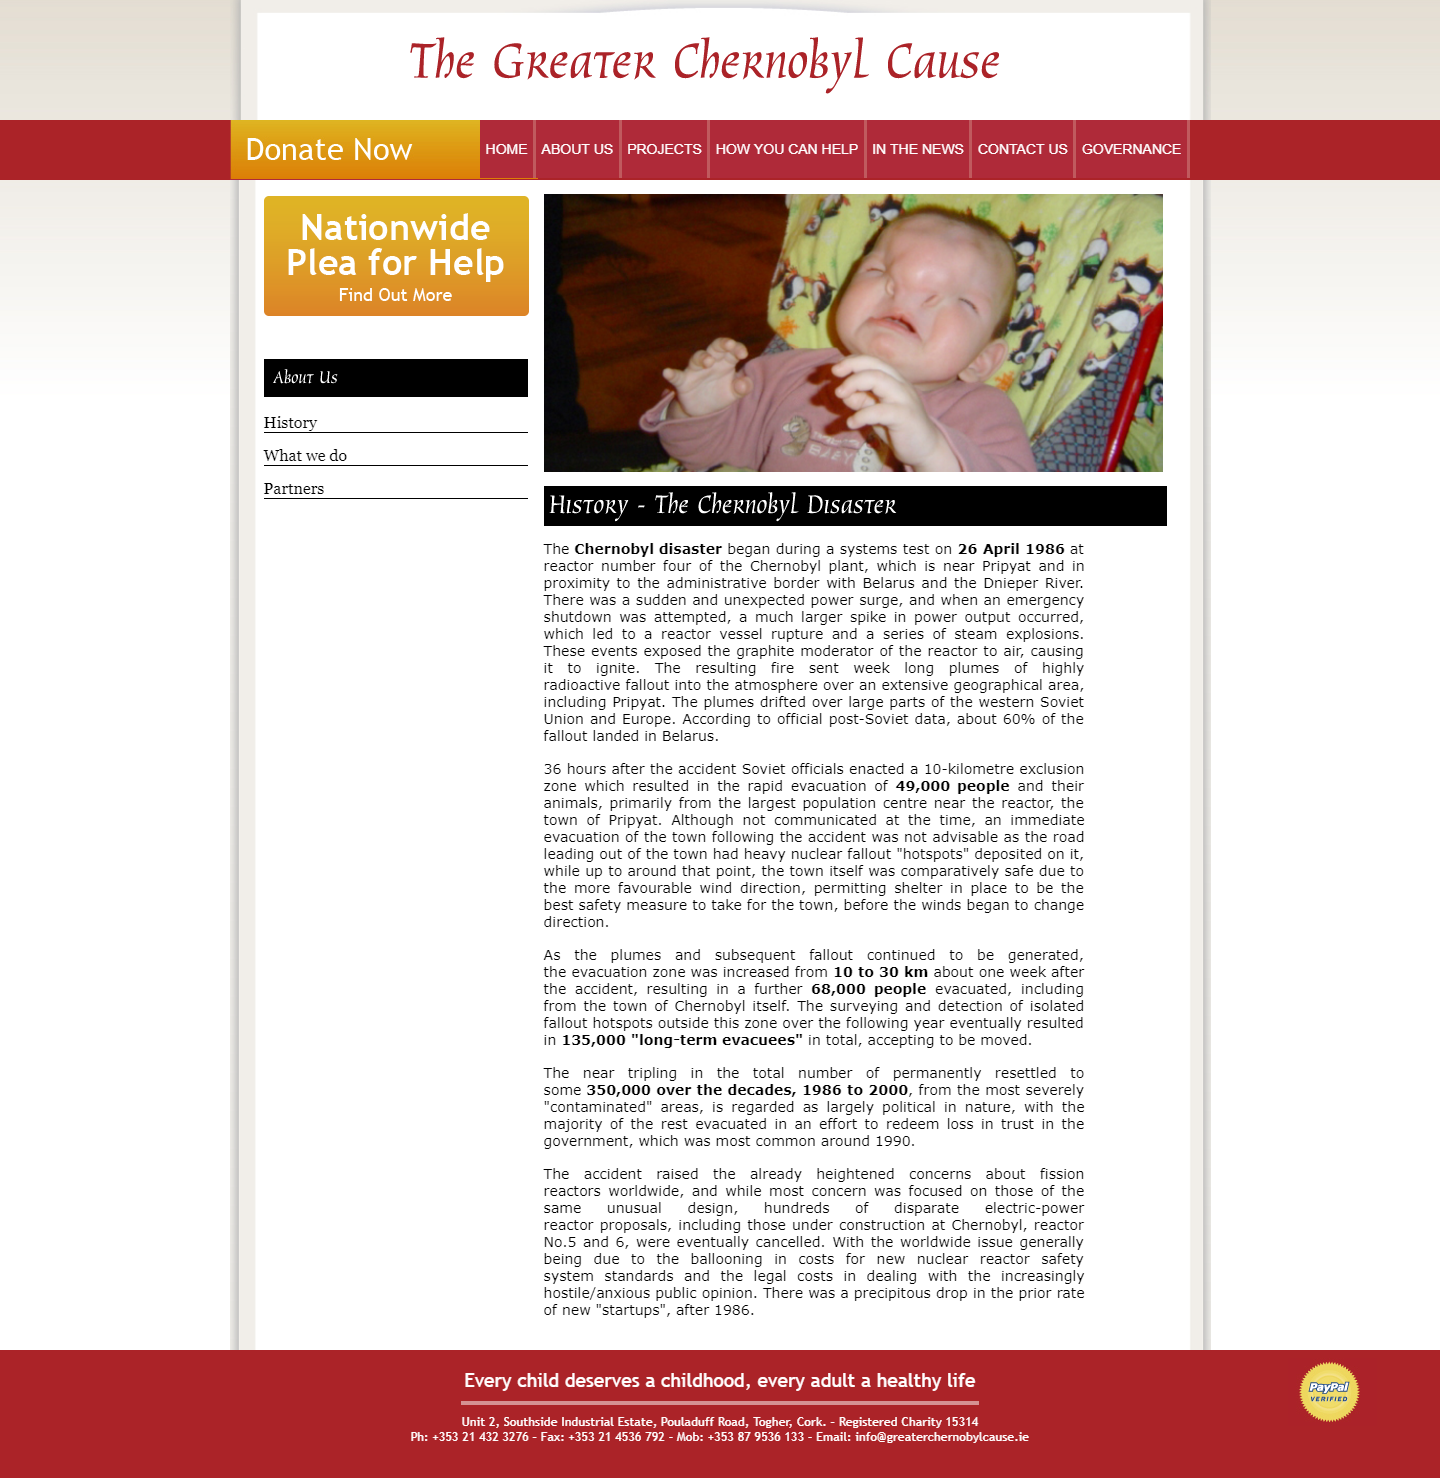 The Greater Chernobyl Cause
Donate Now
HOME
ABOUT US
PROJECTS
HOW YOU CAN HELP
IN THE NEWS
CONTACT US
GOVERNANCE
Nationwide
Plea for Help
Find Out More
About Us
History
What we do
Partners
History - The Chernobyl Disaster
The Chernobyl disaster began during a systems test on 26 April 1986 at
reactor number four of the Chernobyl plant, which is near Pripyat and in
proximity to the administrative border with Belarus and the Dnieper River.
There was a sudden and unexpected power surge, and when an emergency
shutdown was attempted, a much larger spike in power output occurred,
which led to a reactor vessel rupture and a series of steam explosions.
These events exposed the graphite moderator of the reactor to air, causing
it to ignite. The resulting fire sent week long plumes of highly
radioactive fallout into the atmosphere over an extensive geographical area,
including Pripyat. The plumes drifted over large parts of the western Soviet
Union and Europe. According to official post-Soviet data, about 60% of the
fallout landed in Belarus.
36 hours after the accident Soviet officials enacted a 10-kilometre exclusion
zone which resulted in the rapid evacuation of 49,000 people and their
animals, primarily from the largest population centre near the reactor, the
town of Pripyat. Although not communicated at the time, an immediate
evacuation of the town following the accident was not advisable as the road
leading out of the town had heavy nuclear fallout "hotspots" deposited on it,
while up to around that point, the town itself was comparatively safe due to
the more favourable wind direction, permitting shelter in place to be the
best safety measure to take for the town, before the winds began to change
direction.
As the plumes and subsequent fallout continued to be generated,
the evacuation zone was increased from 10 to 30 km about one week after
the accident, resulting in a further 68,000 people evacuated, including
from the town of Chernobyl itself. The surveying and detection of isolated
fallout hotspots outside this zone over the following year eventually resulted
in 135,000 "long-term evacuees" in total, accepting to be moved.
The near tripling in the total number of permanently resettled to
some 350,000 over the decades, 1986 to 2000, from the most severely
"contaminated" areas, is regarded as largely political in nature, with the
majority of the rest evacuated in an effort to redeem loss in trust in the
government, which was most common around 1990.
The accident raised the already heightened concerns about fission
reactors worldwide, and while most concern was focused on those of the
same unusual design, hundreds of disparate electric-power
reactor proposals, including those under construction at Chernobyl, reactor
No.5 and 6, were eventually cancelled. With the worldwide issue generally
being due to the ballooning in costs for new nuclear reactor safety
system standards and the legal costs in dealing with the increasingly
hostile/anxious public opinion. There was a precipitous drop in the prior rate
of new "startups", after 1986.
Every child deserves a childhood, every adult a healthy life
Unit 2, Southside Industrial Estate, Pouladuff Road, Togher, Cork. - Registered Charity 15314
Ph: +353 21 432 3276 - Fax: +353 21 4536 792 - Mob: +353 87 9536 133 - Email: info@greaterchernobylcause.ie
PayPal
VERIFIED